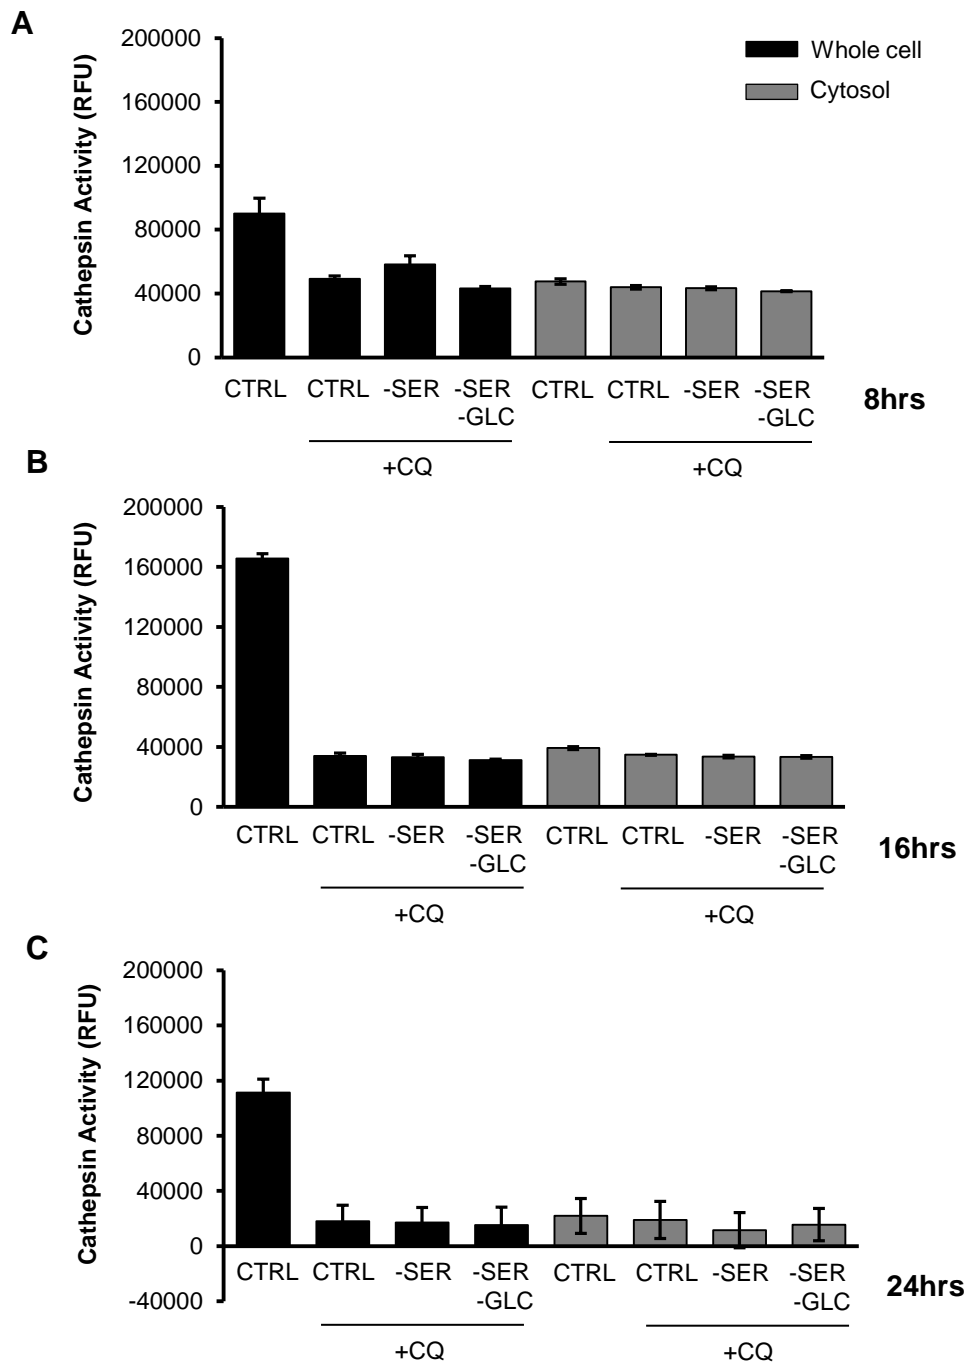 A
Cathepsin Activity (RFU)
200000
160000
120000
80000
40000
0
Whole cell
Cytosol
CTRL CTRL -SER -SER CTRL CTRL -SER -SER
-GLC -GLC
8hrs
+CQ +CQ
B
Cathepsin Activity (RFU)
200000
160000
120000
80000
40000
0
CTRL CTRL -SER -SER CTRL CTRL -SER -SER
-GLC -GLC
16hrs
+CQ +CQ
C
Cathepsin Activity (RFU)
200000
160000
120000
80000
40000
0
-40000
CTRL CTRL -SER -SER CTRL CTRL -SER -SER
-GLC -GLC
24hrs
+CQ +CQ